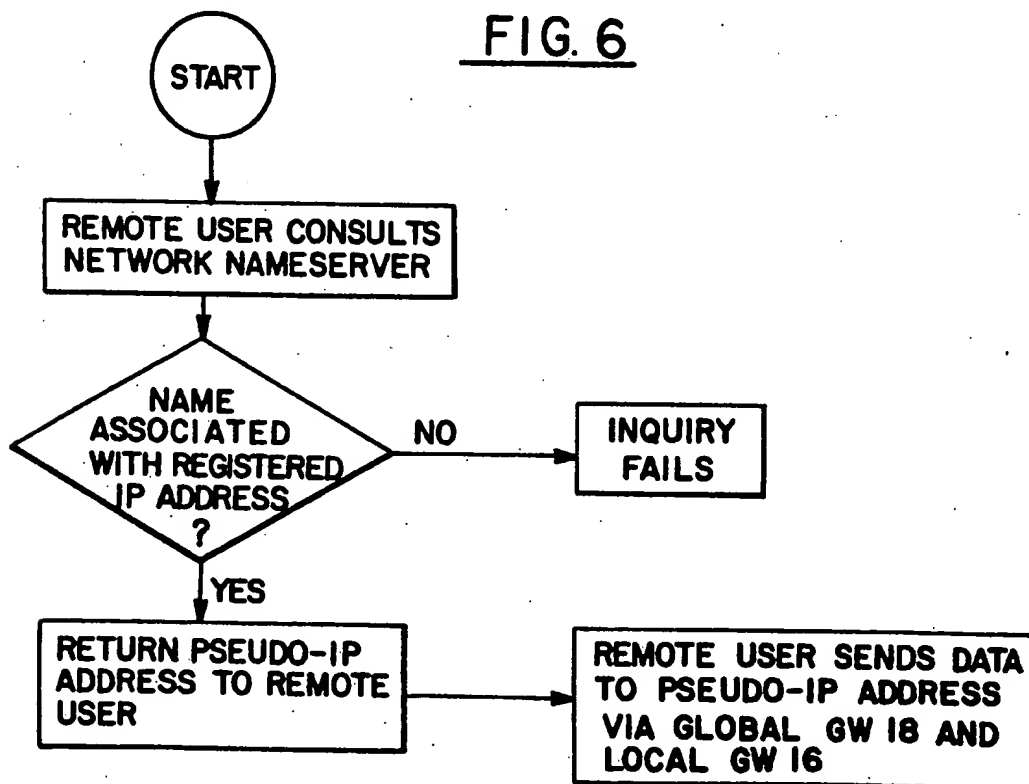 FIG. 6
START
REMOTE USER CONSULTS
NETWORK NAMESERVER
NAME
ASSOCIATED
WITH REGISTERED
IP ADDRESS
?
NO
INQUIRY
FAILS
YES
RETURN PSEUDO-IP
ADDRESS TO REMOTE
USER
REMOTE USER SENDS DATA
TO PSEUDO-IP ADDRESS
VIA GLOBAL GW 18 AND
LOCAL GW 16